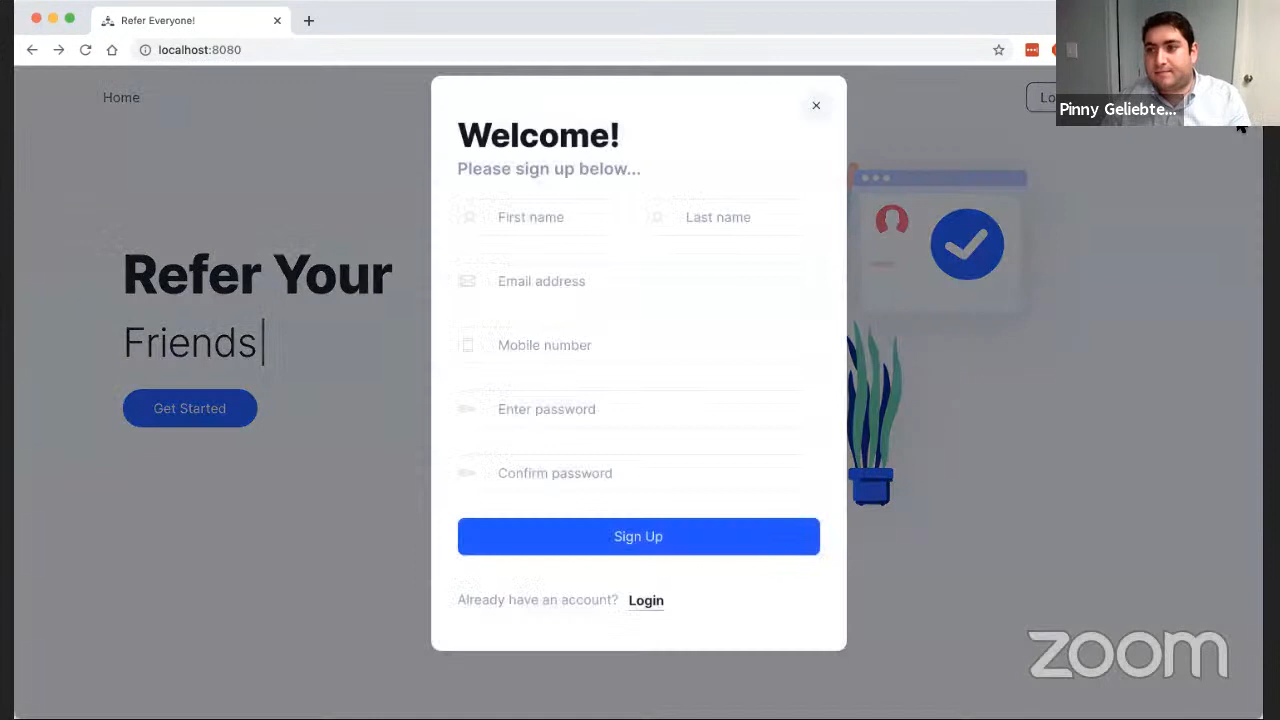 Refer Everyone!
localhost:8080
Home
Lo
Pinny Geliebte...
Welcome!
Please sign up below...
First name
Last name
Email address
Mobile number
Enter password
Confirm password
Sign Up
Already have an account? Login
Refer Your
Friends
Get Started
zoom